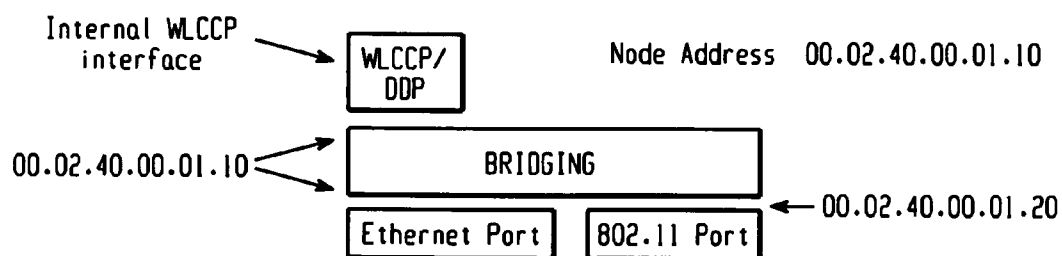 Internal WLCCP
interface
WLCCP/
DDP
Node Address 00.02.40.00.01.10
00.02.40.00.01.10
BRIDGING
00.02.40.00.01.20
Ethernet Port
802.11 Port